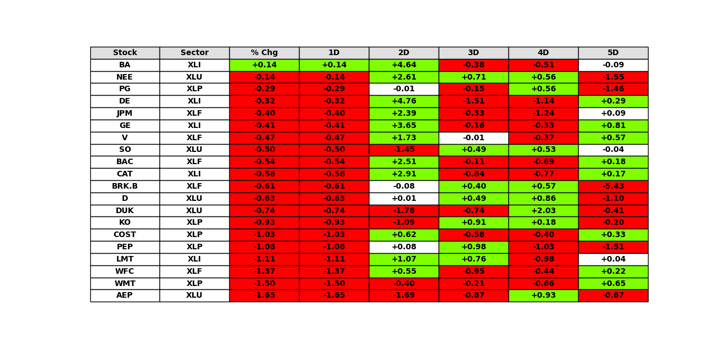 Stock Sector % Chg 1D 2D 3D 4D 5D
BA XLI +0.14 +0.14 +4.64 -0.38 -0.51 -0.09
NEE XLU -0.14 -0.14 +2.61 +0.71 +0.56 -1.55
PG XLP -0.29 -0.29 -0.01 -0.15 +0.56 -1.46
DE XLI -0.32 -0.32 +4.76 -1.51 -1.14 +0.29
JPM XLF -0.40 -0.40 +2.39 -0.33 -1.24 +0.09
GE XLI -0.41 -0.41 +3.65 -0.16 -0.33 +0.81
V XLF -0.47 -0.47 +1.73 -0.01 -0.37 +0.57
SO XLU -0.50 -0.50 -1.45 +0.49 +0.53 -0.04
BAC XLF -0.54 -0.54 +2.51 -0.11 -0.69 +0.18
CAT XLI -0.58 -0.58 +2.91 -0.84 -0.77 +0.17
BRK.B XLF -0.61 -0.61 -0.08 +0.40 +0.57 -5.43
D XLU -0.63 -0.63 +0.01 +0.49 +0.86 -1.10
DUK XLU -0.74 -0.74 -1.78 -0.74 +2.03 -0.41
KO XLP -0.93 -0.93 -1.09 +0.91 +0.18 -0.20
COST XLP -1.03 -1.03 +0.62 -0.58 -0.40 +0.33
PEP XLP -1.08 -1.08 +0.08 +0.98 -1.03 -1.51
LMT XLI -1.11 -1.11 +1.07 +0.76 -0.98 +0.04
WFC XLF -1.37 -1.37 +0.55 -0.95 -0.44 +0.22
WMT XLP -1.50 -1.50 -0.40 -0.21 -0.66 +0.65
AEP XLU -1.65 -1.65 -1.69 -0.87 +0.93 -0.67